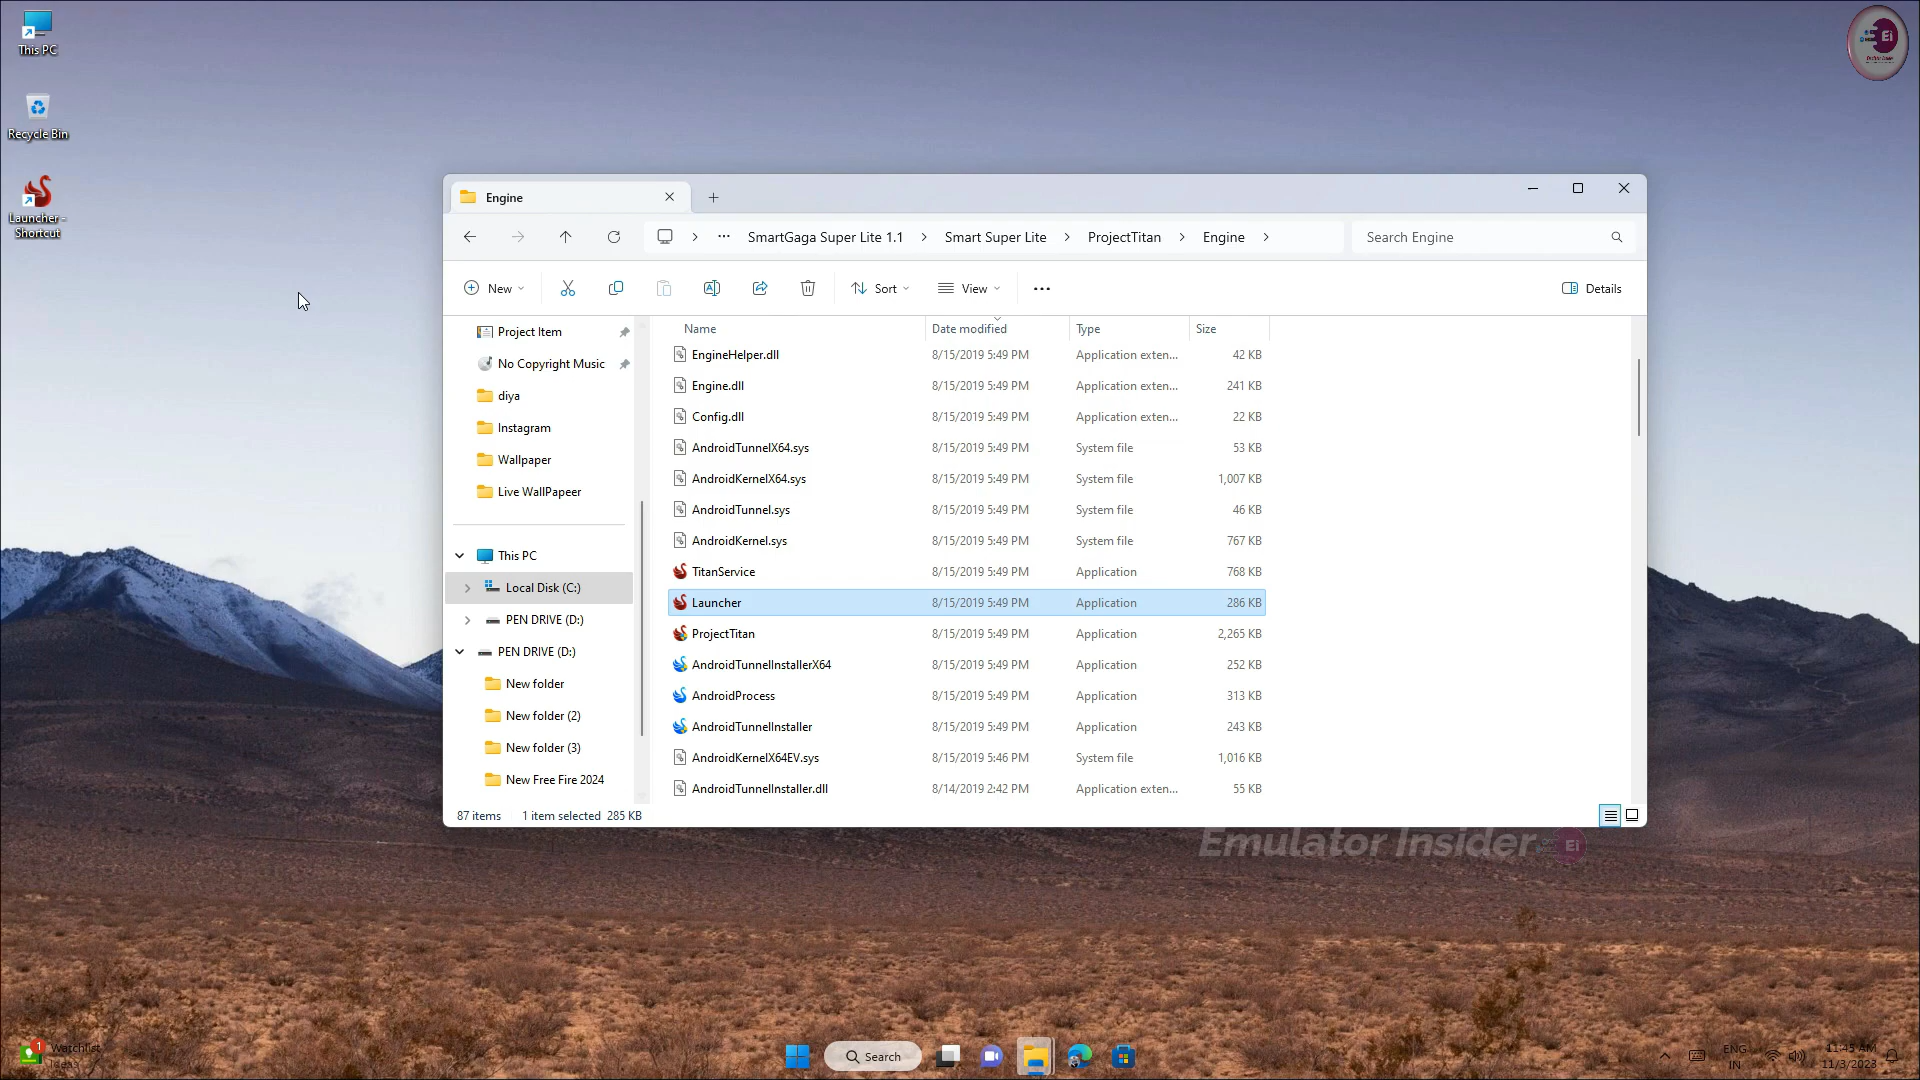 This PC
Recycle Bin
Launcher -
Shortcut
Engine
SmartGaga Super Lite 1.1
Smart Super Lite
ProjectTitan
Engine
Search Engine
New
Sort
View
Details
Project Item
No Copyright Music
diya
Instagram
Wallpaper
Live WallPapeer
This PC
Local Disk (C:)
PEN DRIVE (D:)
PEN DRIVE (D:)
New folder
New folder (2)
New folder (3)
New Free Fire 2024
Name Date modified Type Size
EngineHelper.dll 8/15/2019 5:49 PM Application exten... 42 KB
Engine.dll 8/15/2019 5:49 PM Application exten... 241 KB
Config.dll 8/15/2019 5:49 PM Application exten... 22 KB
AndroidTunnelX64.sys 8/15/2019 5:49 PM System file 53 KB
AndroidKernelX64.sys 8/15/2019 5:49 PM System file 1,007 KB
AndroidTunnel.sys 8/15/2019 5:49 PM System file 46 KB
AndroidKernel.sys 8/15/2019 5:49 PM System file 767 KB
TitanService 8/15/2019 5:49 PM Application 768 KB
Launcher 8/15/2019 5:49 PM Application 286 KB
ProjectTitan 8/15/2019 5:49 PM Application 2,265 KB
AndroidTunnelInstallerX64 8/15/2019 5:49 PM Application 252 KB
AndroidProcess 8/15/2019 5:49 PM Application 313 KB
AndroidTunnelInstaller 8/15/2019 5:49 PM Application 243 KB
AndroidKernelX64EV.sys 8/15/2019 5:46 PM System file 1,016 KB
AndroidTunnelInstaller.dll 8/14/2019 2:42 PM Application exten... 55 KB
87 items 1 item selected 285 KB
Emulator Insider Ei
Ei
1
Watchlist
Ideas
Search
ENG
IN
11:45 AM
11/3/2023